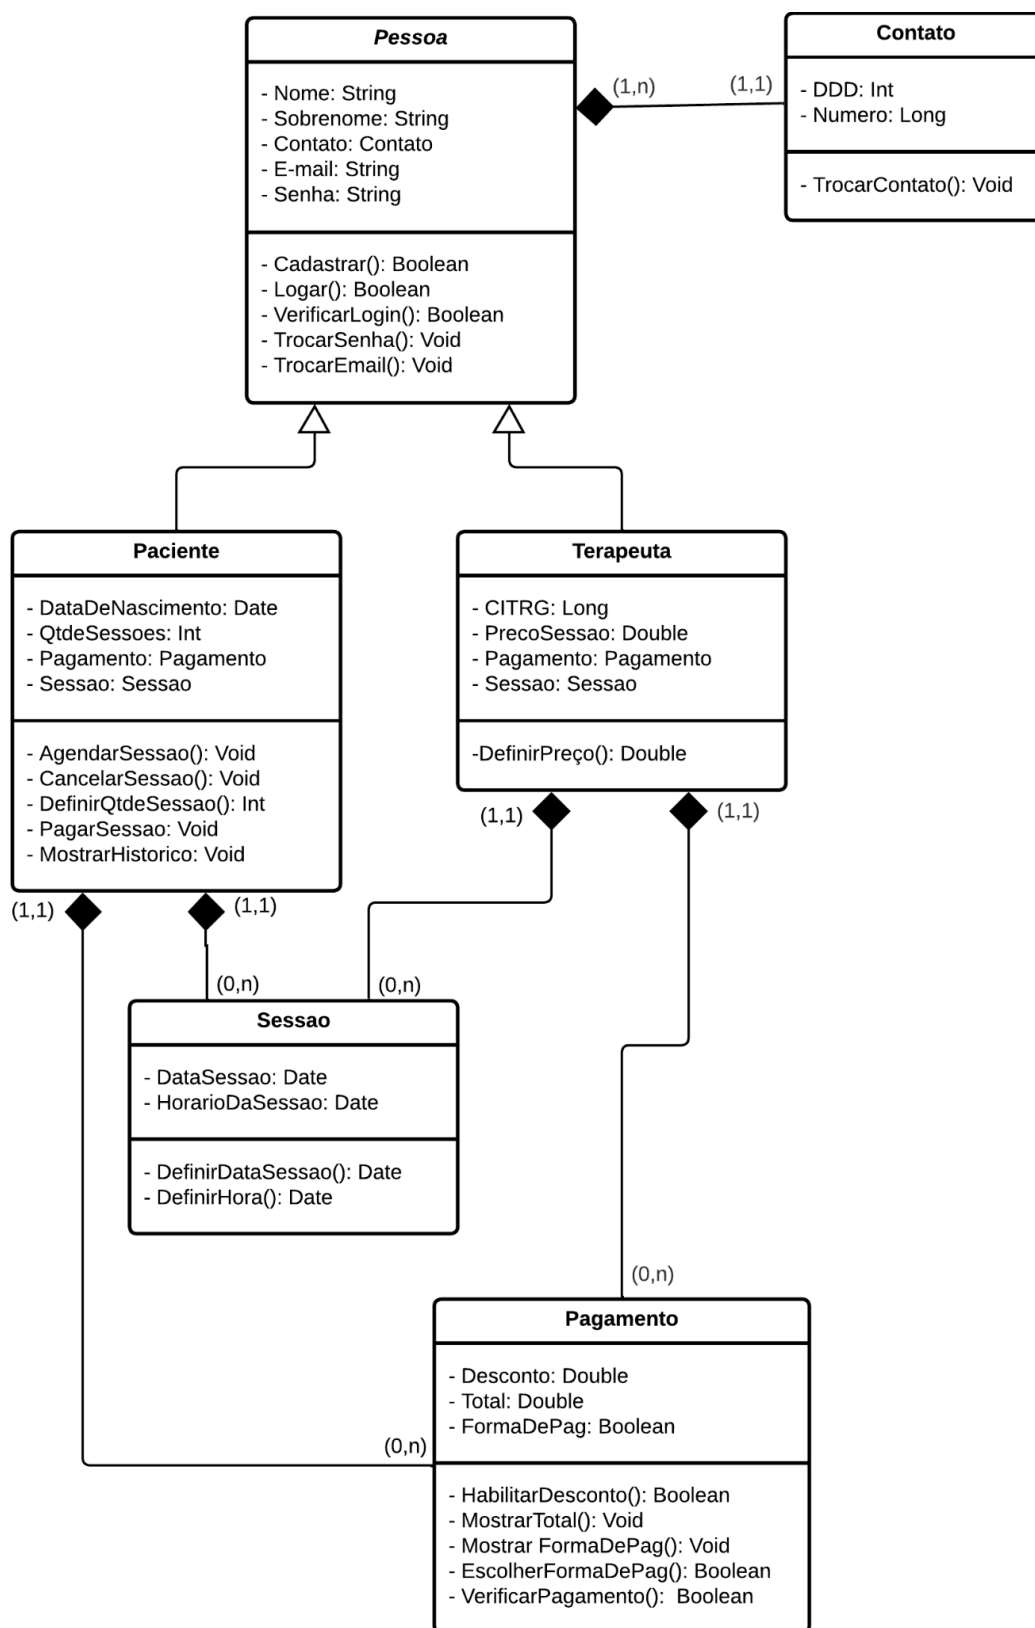 Pessoa
- Nome: String
- Sobrenome: String
- Contato: Contato
- E-mail: String
- Senha: String
- Cadastrar(): Boolean
- Logar(): Boolean
- VerificarLogin(): Boolean
- TrocarSenha(): Void
- TrocarEmail(): Void
(1,n)
(1,1)
Contato
- DDD: Int
- Numero: Long
- TrocarContato(): Void
Paciente
- DataDeNascimento: Date
- QtdeSessoes: Int
- Pagamento: Pagamento
- Sessao: Sessao
- AgendarSessao(): Void
- CancelarSessao(): Void
- DefinirQtdeSessao(): Int
- PagarSessao: Void
- MostrarHistorico: Void
Terapeuta
- CITRG: Long
- PrecoSessao: Double
- Pagamento: Pagamento
- Sessao: Sessao
-DefinirPreço(): Double
(1,1)
(1,1)
(1,1)
(1,1)
(0,n)
(0,n)
Sessao
- DataSessao: Date
- HorarioDaSessao: Date
- DefinirDataSessao(): Date
- DefinirHora(): Date
(0,n)
(0,n)
Pagamento
- Desconto: Double
- Total: Double
- FormaDePag: Boolean
- HabilitarDesconto(): Boolean
- MostrarTotal(): Void
- Mostrar FormaDePag(): Void
- EscolherFormaDePag(): Boolean
- VerificarPagamento():  Boolean